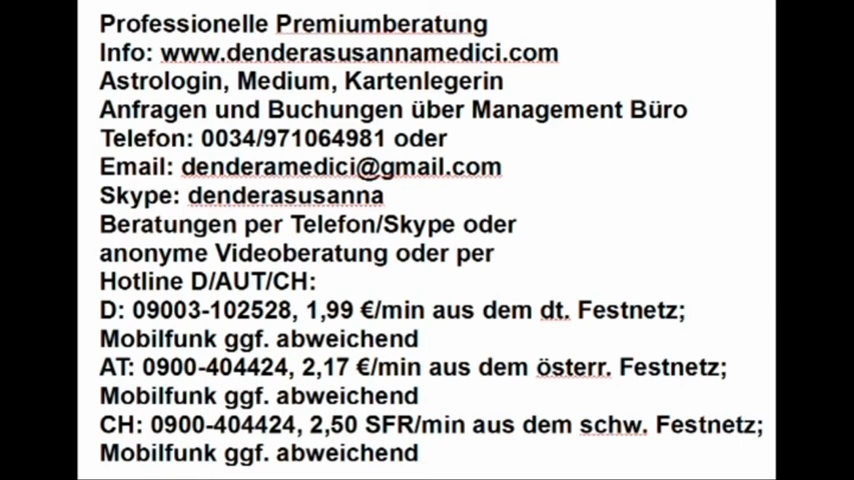 Professionelle Premiumberatung
Info: www.denderasusannamedici.com
Astrologin, Medium, Kartenlegerin
Anfragen und Buchungen über Management Büro
Telefon: 0034/971064981 oder
Email: denderamedici@gmail.com
Skype: denderasusanna
Beratungen per Telefon/Skype oder
anonyme Videoberatung oder per
Hotline D/AUT/CH:
D: 09003-102528, 1,99 €/min aus dem dt. Festnetz;
Mobilfunk ggf. abweichend
AT: 0900-404424, 2,17 €/min aus dem österr. Festnetz;
Mobilfunk ggf. abweichend
CH: 0900-404424, 2,50 SFR/min aus dem schw. Festnetz;
Mobilfunk ggf. abweichend